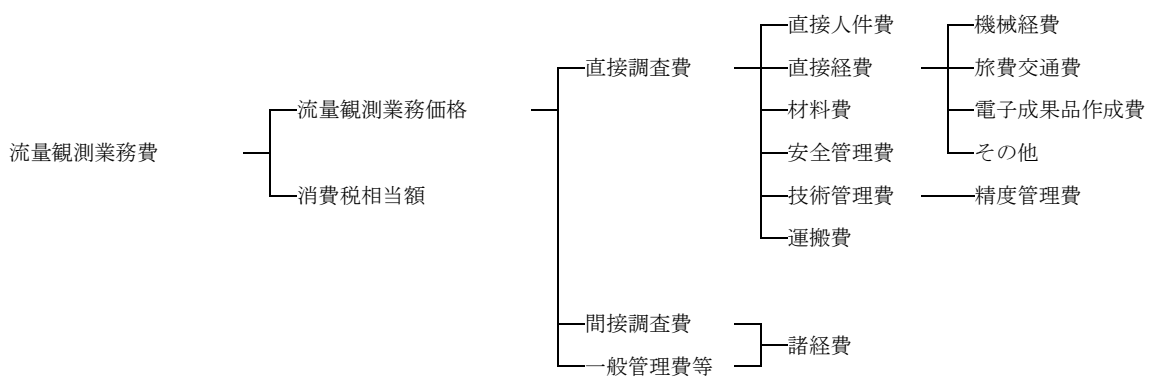 直接人件費 機械経費
直接調査費 直接経費 旅費交通費
流量観測業務価格 材料費 電子成果品作成費
流量観測業務費 安全管理費 その他
消費税相当額 技術管理費 精度管理費
運搬費
間接調査費
諸経費
一般管理費等